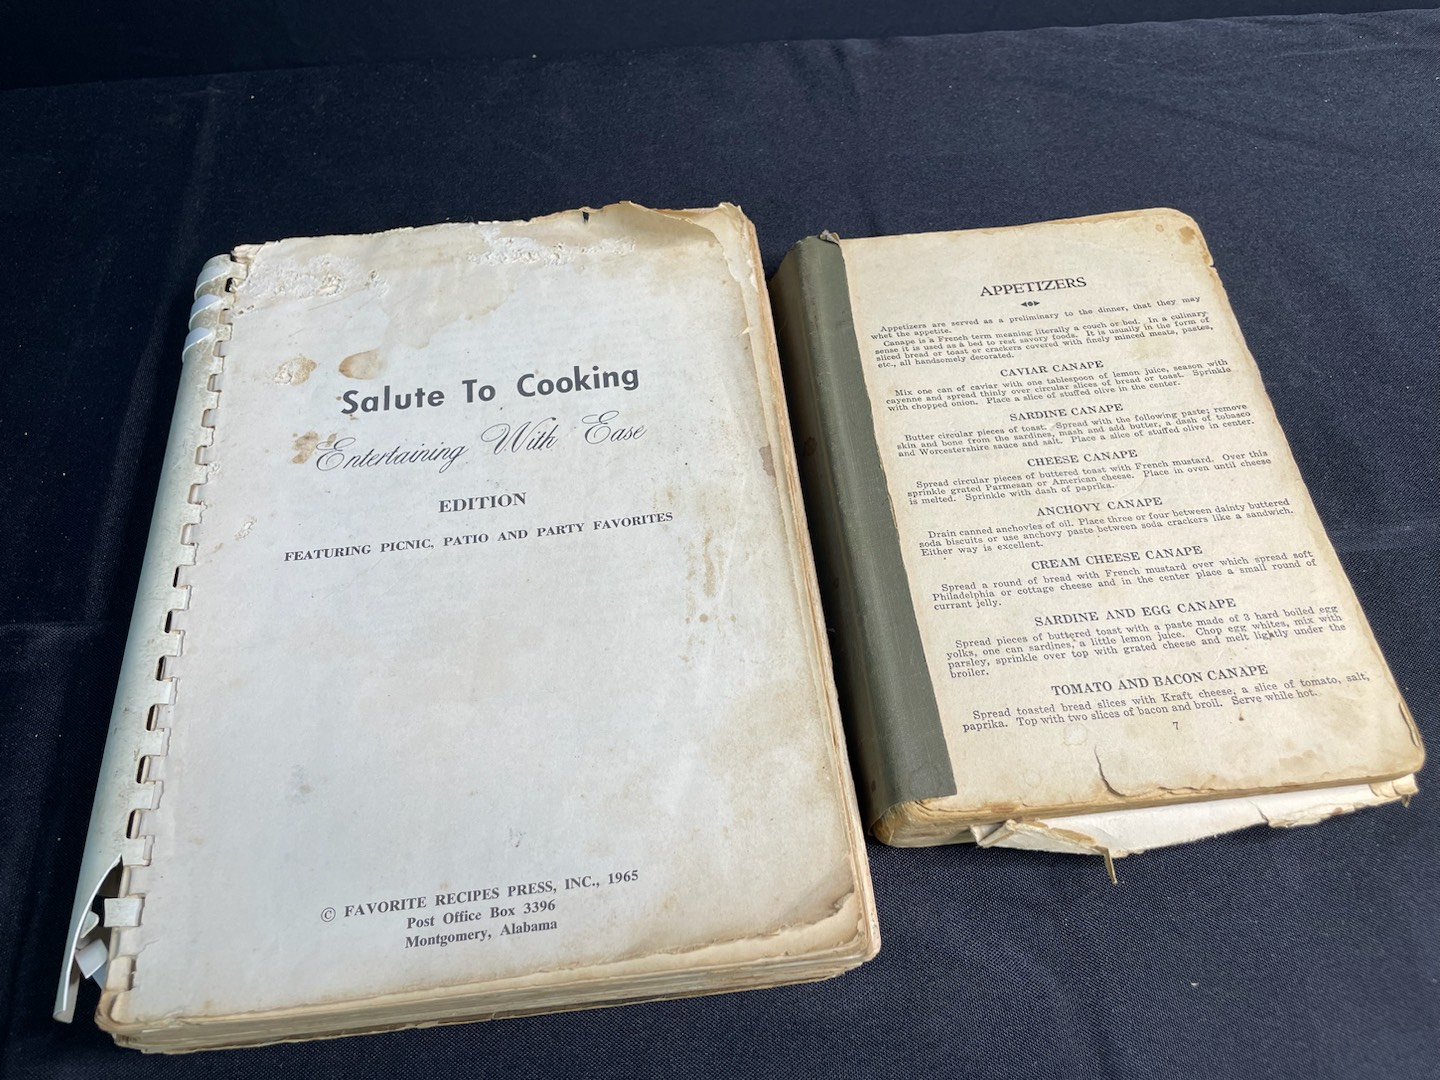 Salute To Cooking
Entertaining With Ease
EDITION
FEATURING PICNIC, PATIO AND PARTY FAVORITES
© FAVORITE RECIPES PRESS, INC., 1965
Post Office Box 3396
Montgomery, Alabama
APPETIZERS
Appetizers are served as a preliminary to the dinner, that they may
whet the appetite.
Canape is a French term meaning literally a couch or bed. In a culinary
sense it is used as a bed to rest savory foods. It is usually in the form of
sliced bread or toast or crackers covered with finely minced meats, pastes,
etc., all handsomely decorated.
CAVIAR CANAPE
Mix one can of caviar with one tablespoon of lemon juice, season with
cayenne and spread thinly over circular slices of bread or toast. Sprinkle
with chopped onion. Place a slice of stuffed olive in the center.
SARDINE CANAPE
Butter circular pieces of toast. Spread with the following paste; remove
skin and bone from the sardines, mash and add butter, a dash of tobasco
and Worcestershire sauce and salt. Place a slice of stuffed olive in center.
CHEESE CANAPE
Spread circular pieces of buttered toast with French mustard. Over this
sprinkle grated Parmesan or American cheese. Place in oven until cheese
is melted. Sprinkle with dash of paprika.
ANCHOVY CANAPE
Drain canned anchovies of oil. Place three or four between dainty buttered
soda biscuits or use anchovy paste between soda crackers like a sandwich.
Either way is excellent.
CREAM CHEESE CANAPE
Spread a round of bread with French mustard over which spread soft
Philadelphia or cottage cheese and in the center place a small round of
currant jelly.
SARDINE AND EGG CANAPE
Spread pieces of buttered toast with a paste made of 3 hard boiled egg
yolks, one can sardines, a little lemon juice. Chop egg whites, mix with
parsley, sprinkle over top with grated cheese and melt lightly under the
broiler.
TOMATO AND BACON CANAPE
Spread toasted bread slices with Kraft cheese, a slice of tomato, salt,
paprika. Top with two slices of bacon and broil. Serve while hot.
7